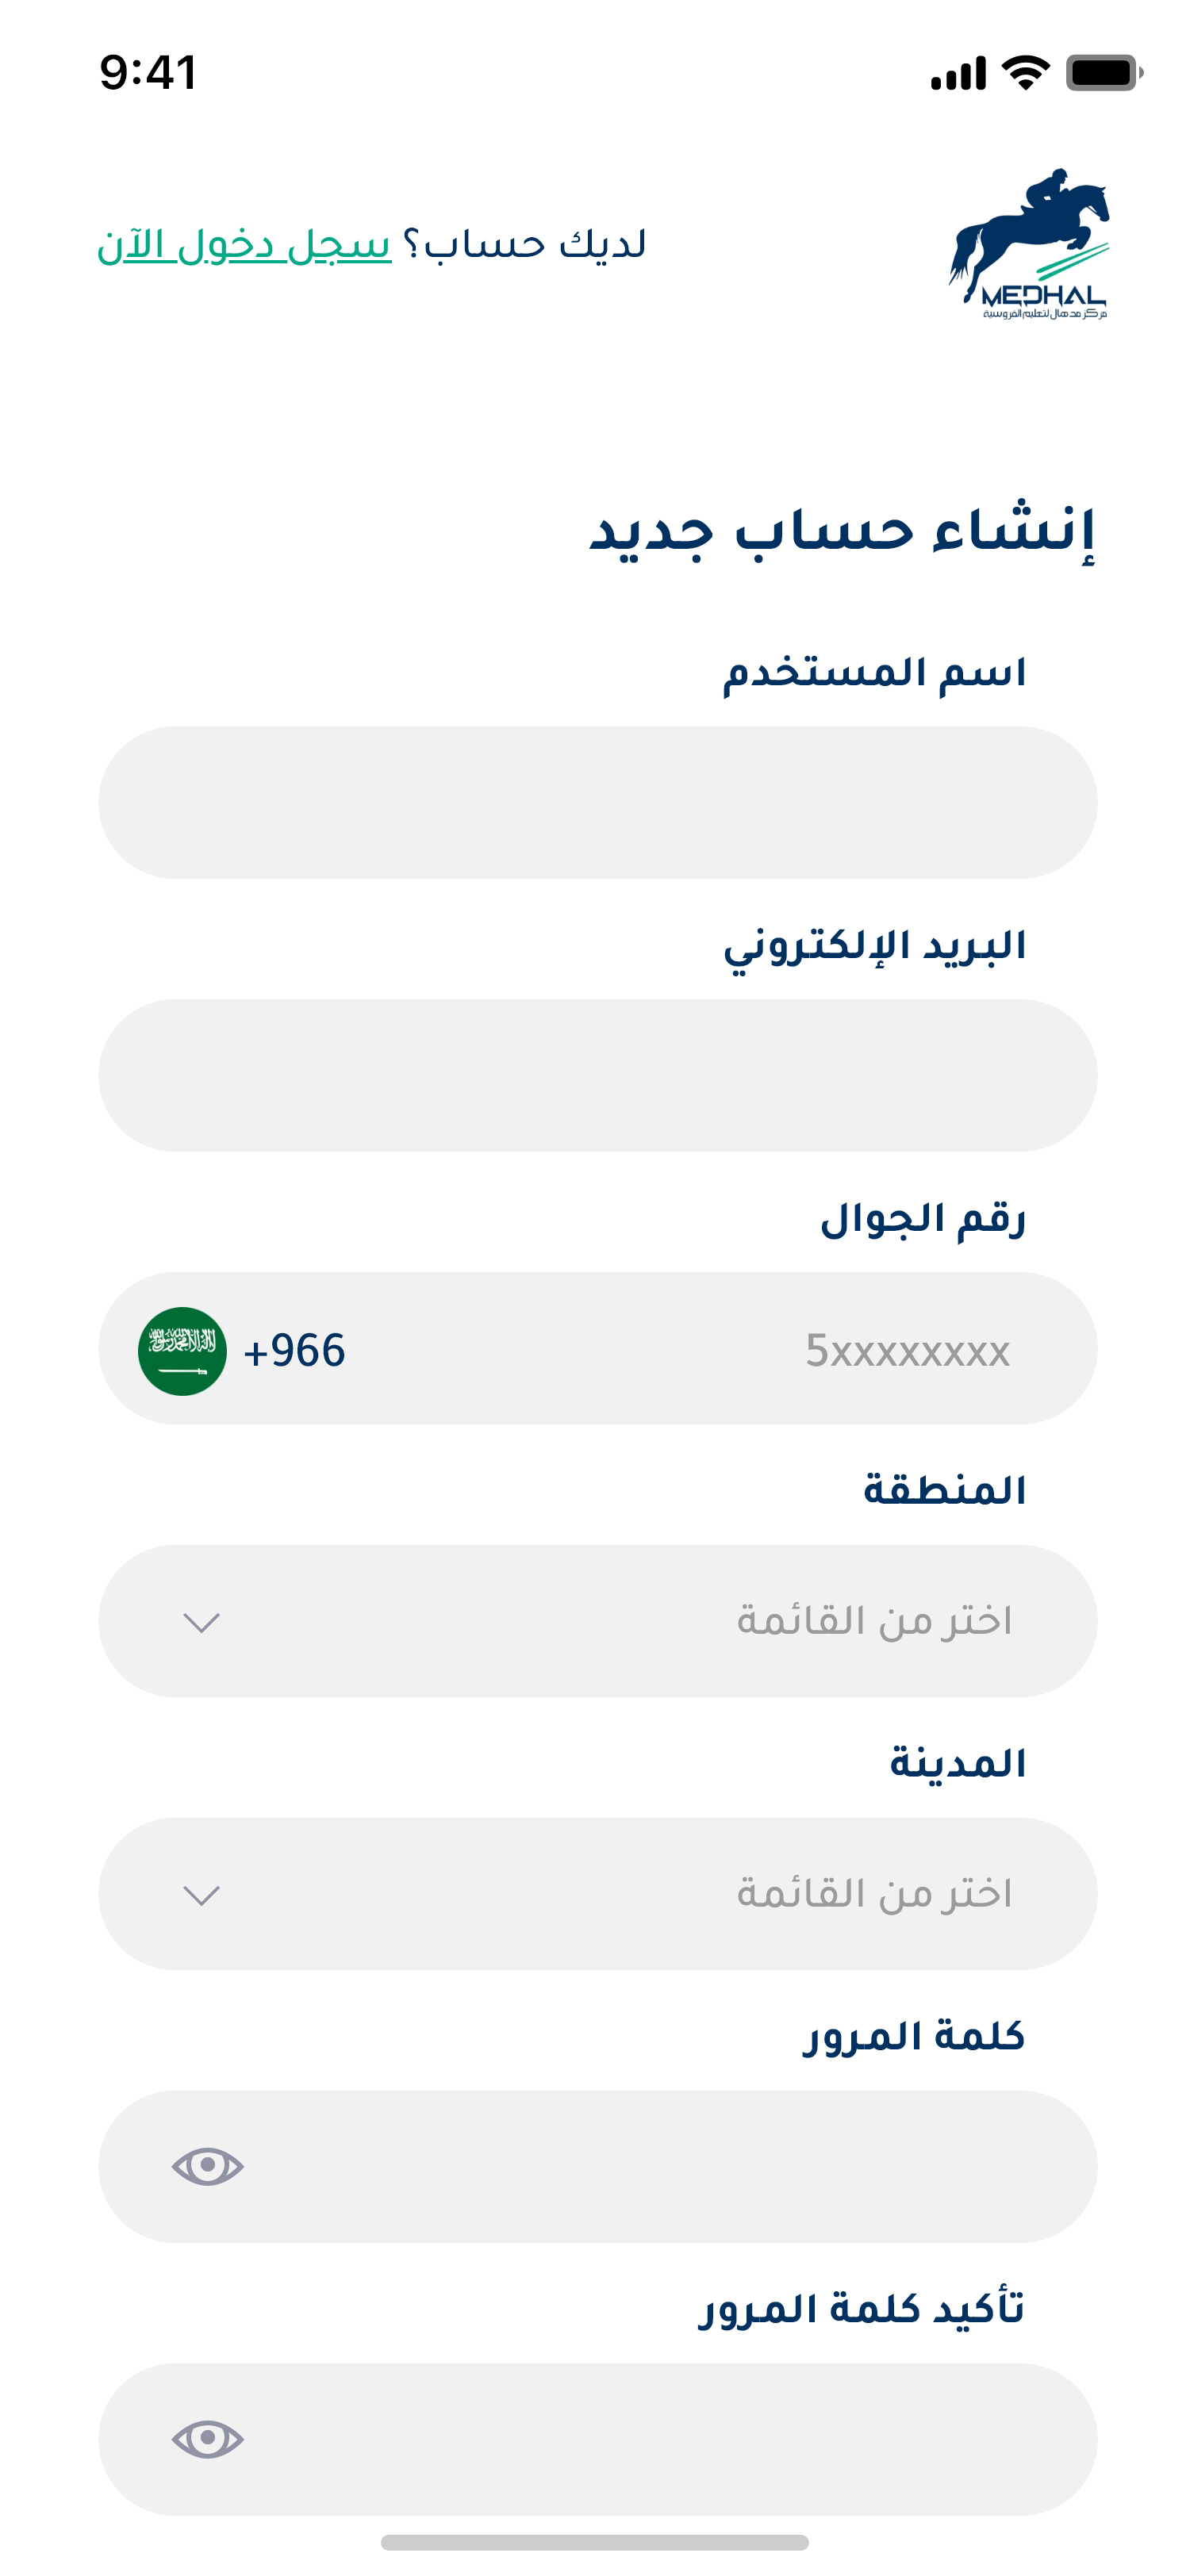 9:41
MEDHAL
مركز مدهال لتعليم الفروسية
لديك حساب؟ سجل دخول الآن
إنشاء حساب جديد
اسم المستخدم
البريد الإلكتروني
رقم الجوال
+966
5xxxxxxxx
المنطقة
اختر من القائمة
المدينة
اختر من القائمة
كلمة المرور
تأكيد كلمة المرور